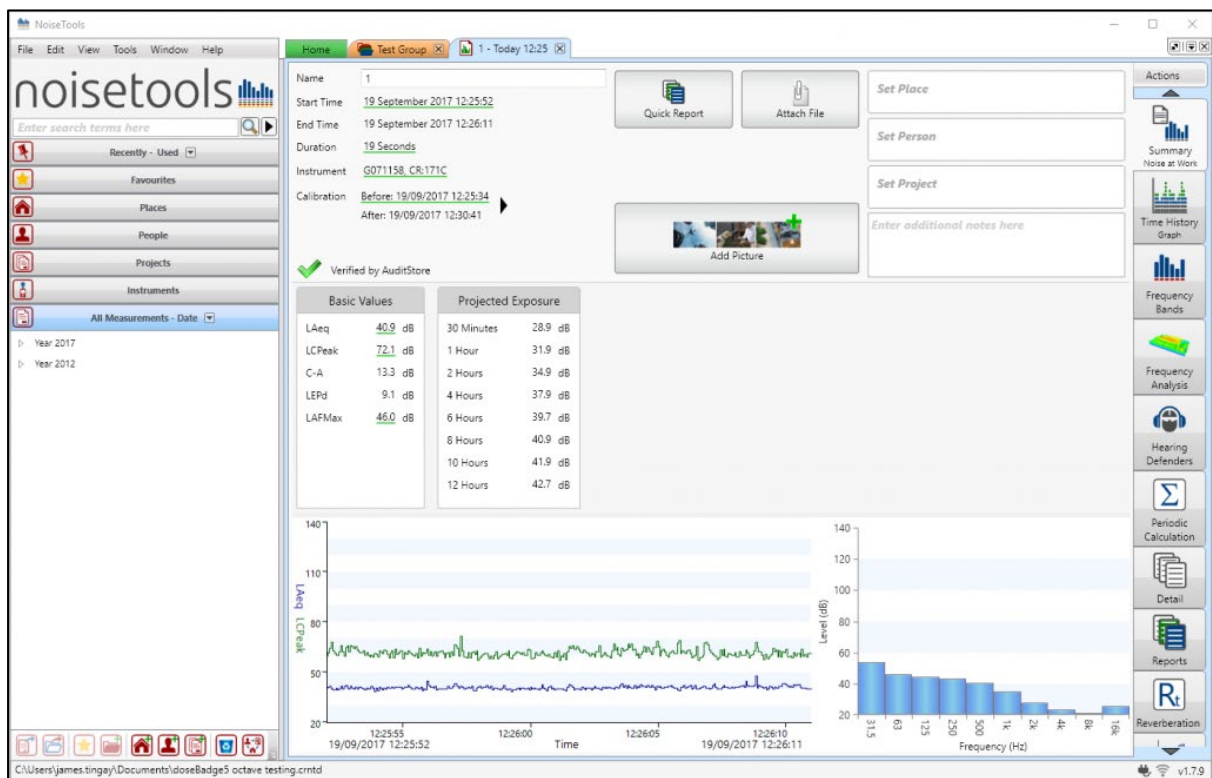 NoiseTools
File Edit View Tools Window Help
noisetools
Enter search terms here
Recently - Used
Favourites
Places
People
Projects
Instruments
All Measurements - Date
Year 2017
Year 2012
C:\Users\james.tingay\Documents\doseBadge5 octave testing.crntd
Home
Test Group
1 - Today 12:25
Name 1
Start Time 19 September 2017 12:25:52
End Time 19 September 2017 12:26:11
Duration 19 Seconds
Instrument G071158, CR:171C
Calibration Before: 19/09/2017 12:25:34
After: 19/09/2017 12:30:41
Verified by AuditStore
Quick Report
Attach File
Add Picture
Set Place
Set Person
Set Project
Enter additional notes here
Basic Values
LAeq 40.9 dB
LCPeak 72.1 dB
C-A 13.3 dB
LEPd 9.1 dB
LAFMax 46.0 dB
Projected Exposure
30 Minutes 28.9 dB
1 Hour 31.9 dB
2 Hours 34.9 dB
4 Hours 37.9 dB
6 Hours 39.7 dB
8 Hours 40.9 dB
10 Hours 41.9 dB
12 Hours 42.7 dB
LAeq
LCPeak
140
110
80
50
20
12:25:55 12:26:00 12:26:05 12:26:10
19/09/2017 12:25:52 Time 19/09/2017 12:26:11
Level (dB)
140
120
100
80
60
40
20
31.5 63 125 250 500 1k 2k 4k 8k 16k
Frequency (Hz)
Actions
Summary
Noise at Work
Time History
Graph
Frequency
Bands
Frequency
Analysis
Hearing
Defenders
Periodic
Calculation
Detail
Reports
Rt
Reverberation
v1.7.9